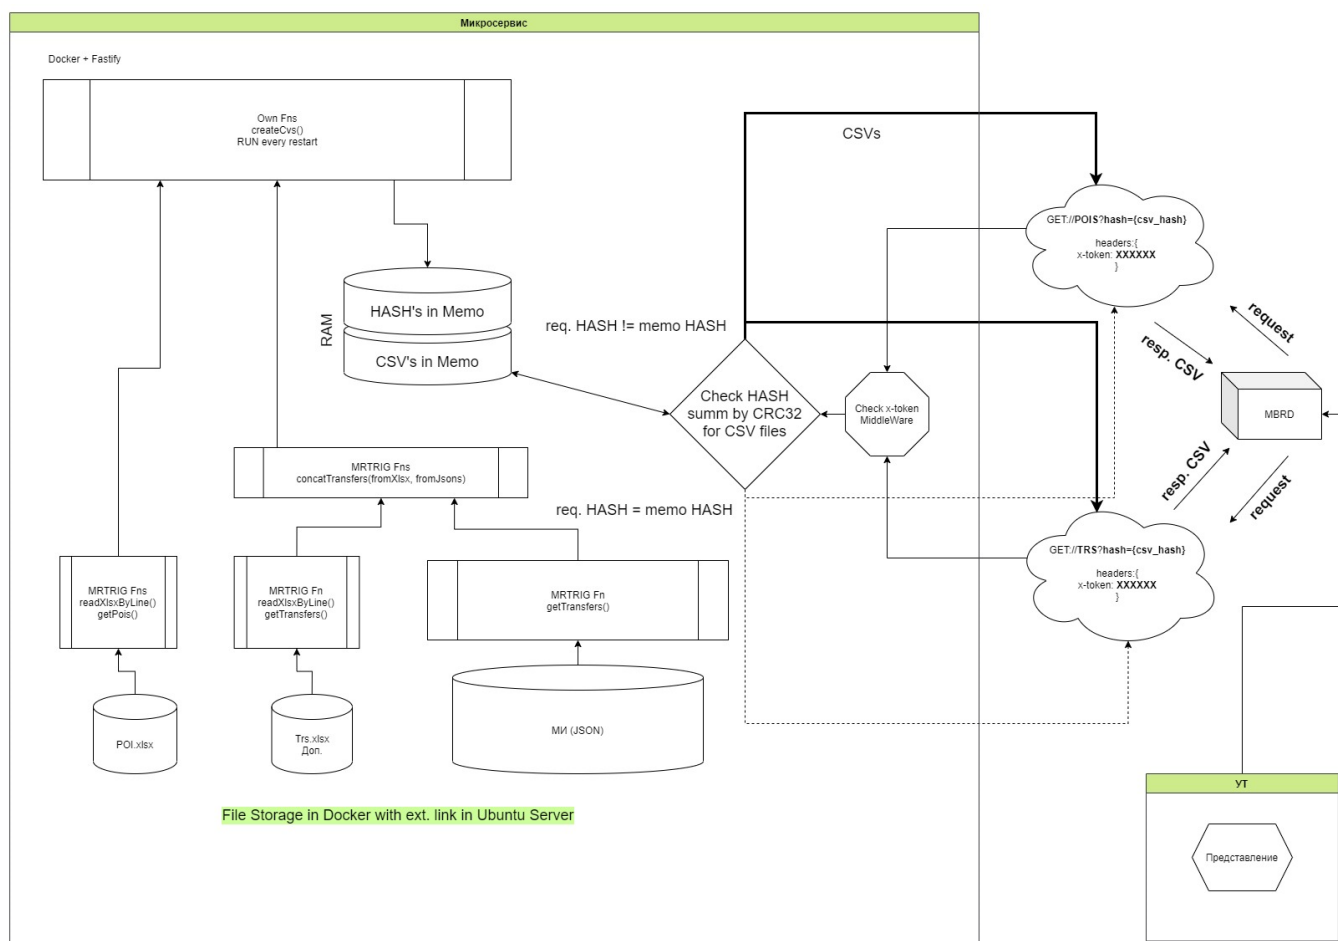 Микросервис
Docker + Fastify
Own Fns
createCvs()
RUN every restart
CSVs
GET://POIS?hash={csv_hash}
headers:{
x-token: XXXXXX
}
HASH's in Memo
CSV's in Memo
RAM
req. HASH != memo HASH
request
resp. CSV
Check HASH
summ by CRC32
for CSV files
Check x-token
MiddleWare
MBRD
MRTRIG Fns
concatTransfers(fromXlsx, fromJsons)
resp. CSV
request
req. HASH = memo HASH
GET://TRS?hash={csv_hash}
headers:{
x-token: XXXXXX
}
MRTRIG Fns
readXlsxByLine()
getPois()
MRTRIG Fn
readXlsxByLine()
getTransfers()
MRTRIG Fn
getTransfers()
POI.xlsx
Trs.xlsx
Доп.
МИ (JSON)
File Storage in Docker with ext. link in Ubuntu Server
УТ
Представление